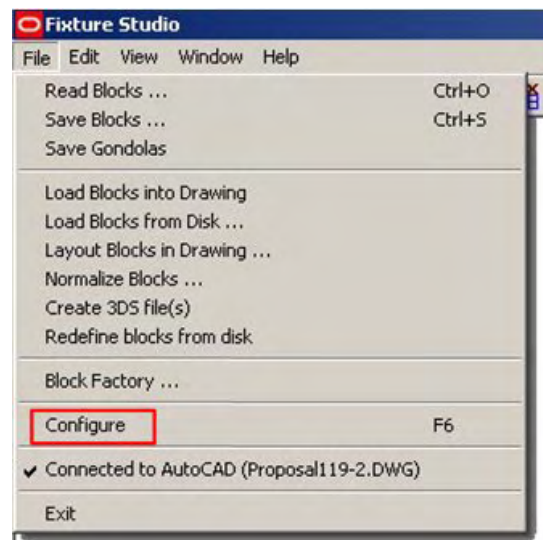 Fixture Studio
File Edit View Window Help
Read Blocks ... Ctrl+O
Save Blocks ... Ctrl+S
Save Gondolas
Load Blocks into Drawing
Load Blocks from Disk ...
Layout Blocks in Drawing ...
Normalize Blocks ...
Create 3DS file(s)
Redefine blocks from disk
Block Factory ...
Configure F6
Connected to AutoCAD (Proposal119-2.DWG)
Exit